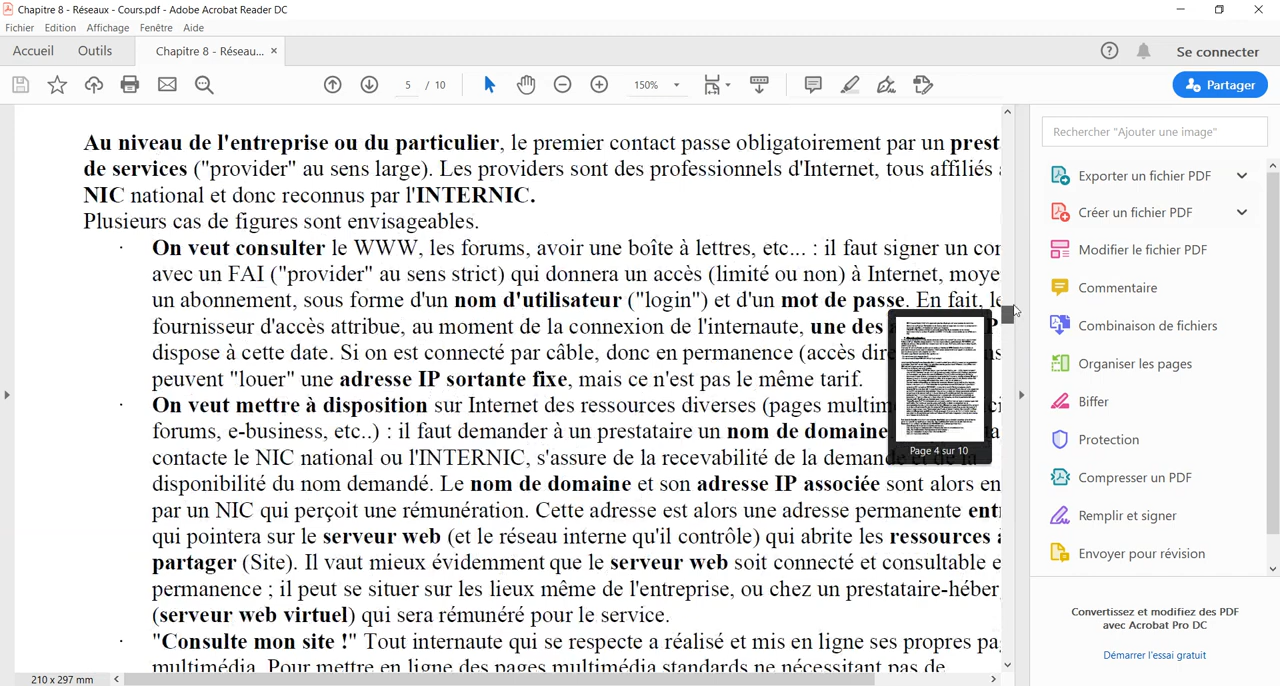 Chapitre 8 - Réseaux - Cours.pdf - Adobe Acrobat Reader DC
Fichier Edition Affichage Fenêtre Aide
Accueil Outils Chapitre 8 - Réseau... × Se connecter
5 / 10 150% Partager
Au niveau de l'entreprise ou du particulier, le premier contact passe obligatoirement par un prest
de services ("provider" au sens large). Les providers sont des professionnels d'Internet, tous affiliés
NIC national et donc reconnus par l'INTERNIC.
Plusieurs cas de figures sont envisageables.
· On veut consulter le WWW, les forums, avoir une boîte à lettres, etc... : il faut signer un con
avec un FAI ("provider" au sens strict) qui donnera un accès (limité ou non) à Internet, moye
un abonnement, sous forme d'un nom d'utilisateur ("login") et d'un mot de passe. En fait, le
fournisseur d'accès attribue, au moment de la connexion de l'internaute, une des a P
dispose à cette date. Si on est connecté par câble, donc en permanence (accès dire
peuvent "louer" une adresse IP sortante fixe, mais ce n'est pas le même tarif.
· On veut mettre à disposition sur Internet des ressources diverses (pages multim
forums, e-business, etc..) : il faut demander à un prestataire un nom de domaine
contacte le NIC national ou l'INTERNIC, s'assure de la recevabilité de la demande et de la
disponibilité du nom demandé. Le nom de domaine et son adresse IP associée sont alors en
par un NIC qui perçoit une rémunération. Cette adresse est alors une adresse permanente ent
qui pointera sur le serveur web (et le réseau interne qu'il contrôle) qui abrite les ressources à
partager (Site). Il vaut mieux évidemment que le serveur web soit connecté et consultable e
permanence ; il peut se situer sur les lieux même de l'entreprise, ou chez un prestataire-héber
(serveur web virtuel) qui sera rémunéré pour le service.
· "Consulte mon site !" Tout internaute qui se respecte a réalisé et mis en ligne ses propres pa
multimédia. Pour mettre en ligne des pages multimédia standards ne nécessitant pas de
Page 4 sur 10
210 x 297 mm
Rechercher "Ajouter une image"
Exporter un fichier PDF
Créer un fichier PDF
Modifier le fichier PDF
Commentaire
Combinaison de fichiers
Organiser les pages
Biffer
Protection
Compresser un PDF
Remplir et signer
Envoyer pour révision
Convertissez et modifiez des PDF
avec Acrobat Pro DC
Démarrer l'essai gratuit